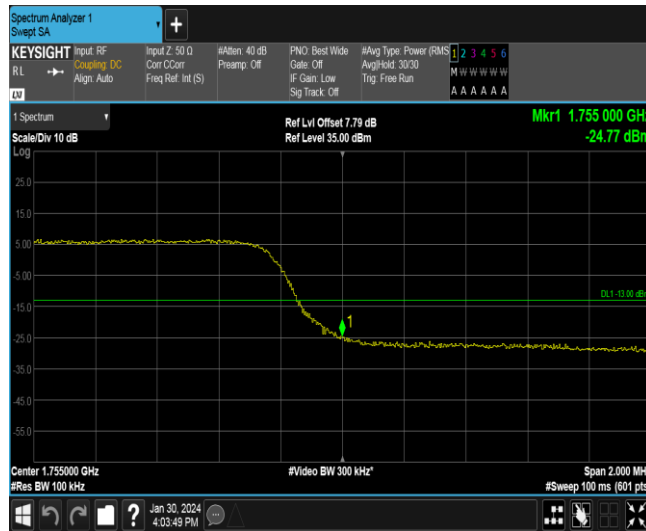 Spectrum Analyzer 1
Swept SA
+
KEYSIGHT
RL
LXI
Input: RF
Coupling: DC
Align: Auto
Input Z: 50 Ω
Corr CCorr
Freq Ref: Int (S)
#Atten: 40 dB
Preamp: Off
PNO: Best Wide
Gate: Off
IF Gain: Low
Sig Track: Off
#Avg Type: Power (RMS
Avg|Hold: 30/30
Trig: Free Run
1 2 3 4 5 6
M W W W W W
A A A A A A
1 Spectrum
Scale/Div 10 dB
Ref Lvl Offset 7.79 dB
Ref Level 35.00 dBm
Mkr1 1.755 000 GHz
-24.77 dBm
Log
25.0
15.0
5.00
-5.00
-15.0
-25.0
-35.0
-45.0
-55.0
DL1 -13.00 dBm
1
Center 1.755000 GHz
#Res BW 100 kHz
#Video BW 300 kHz*
Span 2.000 MH
#Sweep 100 ms (601 pts
?
Jan 30, 2024
4:03:49 PM